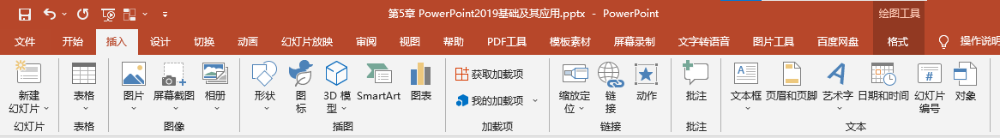 第5章 PowerPoint2019基础及其应用.pptx - PowerPoint
绘图工具
文件 开始 插入 设计 切换 动画 幻灯片放映 审阅 视图 帮助 PDF工具 模板素材 屏幕录制 文字转语音 图片工具 百度网盘 格式 操作说明
新建
幻灯片
表格
图片
屏幕截图
相册
形状
图
标
3D 模
型
SmartArt
图表
获取加载项
我的加载项
缩放定
位
链
接
动作
批注
文本框
页眉和页脚
艺术字
日期和时间
幻灯片
编号
对象
幻灯片 表格 图像 插图 加载项 链接 批注 文本